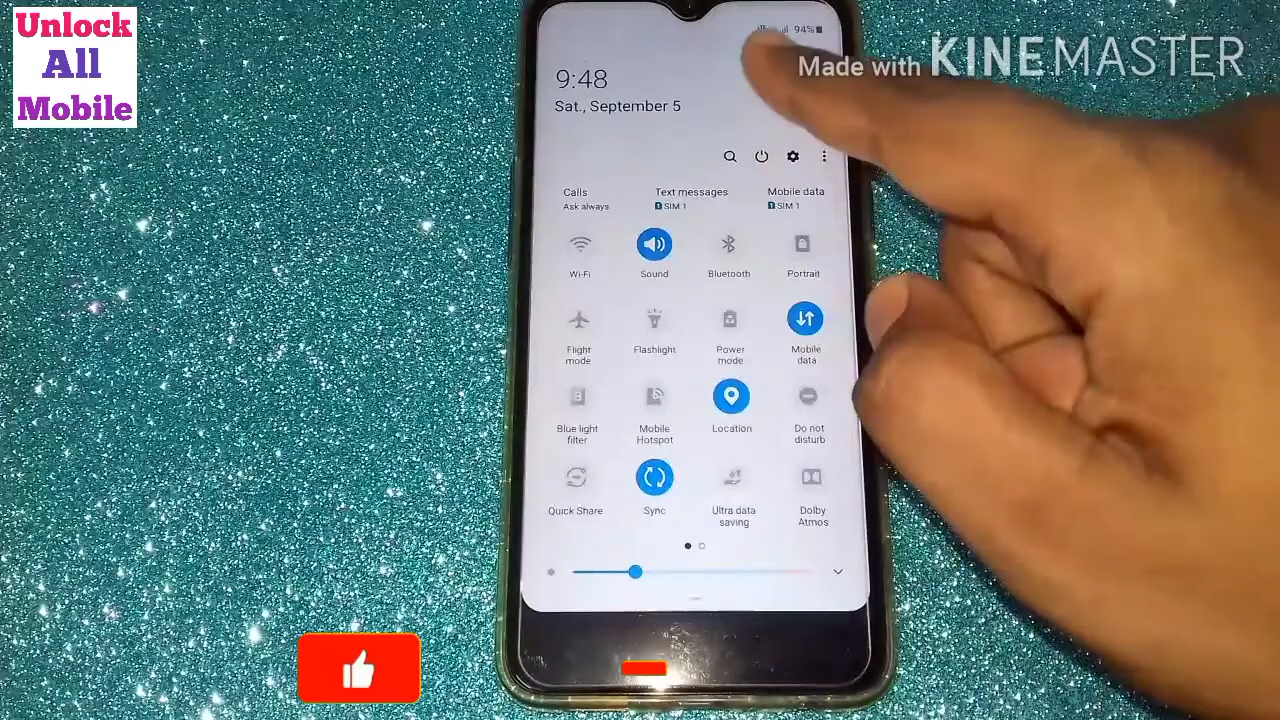 Unlock
All
Mobile
Made with KINEMASTER
94%
9:48
Sat., September 5
Calls
Ask always
Text messages
1 SIM 1
Mobile data
1 SIM 1
Wi-Fi
Sound
Bluetooth
Portrait
Flight
mode
Flashlight
Power
mode
Mobile
data
Blue light
filter
Mobile
Hotspot
Location
Do not
disturb
Quick Share
Sync
Ultra data
saving
Dolby
Atmos